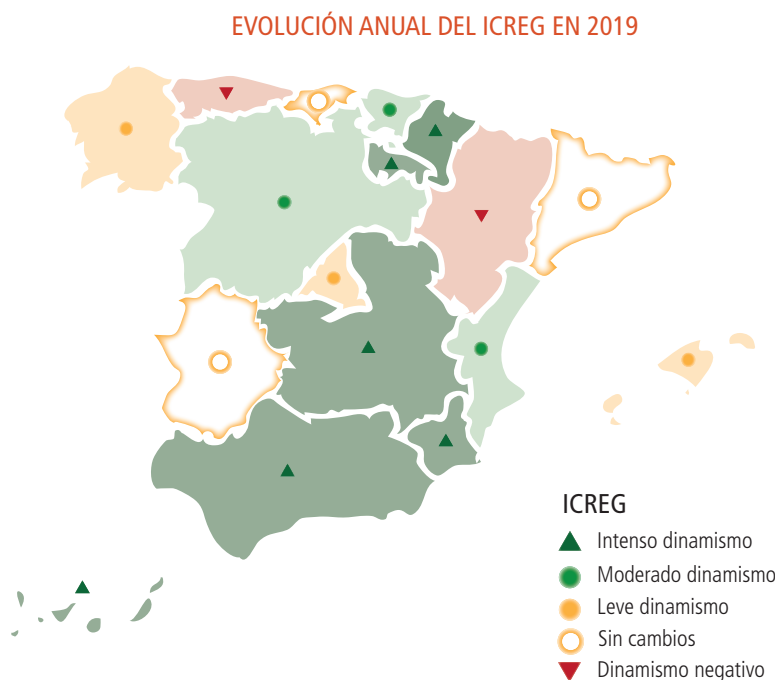 EVOLUCIÓN ANUAL DEL ICREG EN 2019
ICREG
Intenso dinamismo
Moderado dinamismo
Leve dinamismo
Sin cambios
Dinamismo negativo